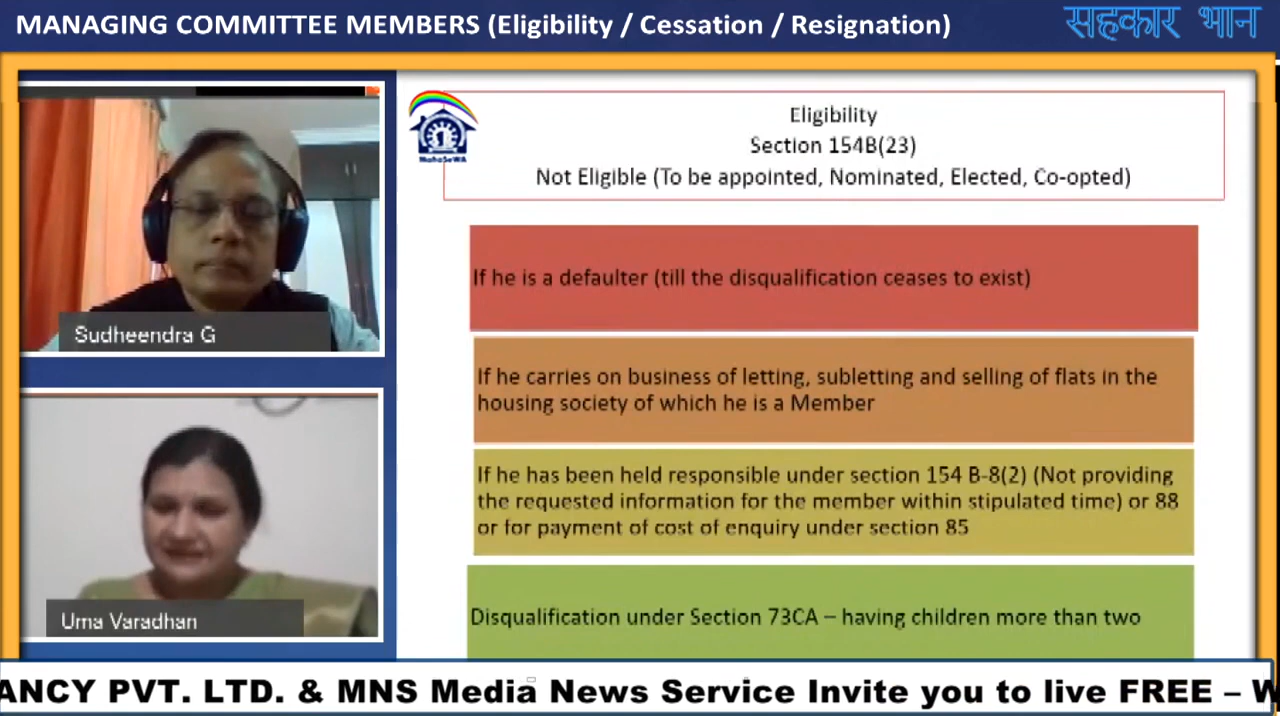 MANAGING COMMITTEE MEMBERS (Eligibility / Cessation / Resignation)
सहकार भान
MahaSeWA
Eligibility
Section 154B(23)
Not Eligible (To be appointed, Nominated, Elected, Co-opted)
If he is a defaulter (till the disqualification ceases to exist)
If he carries on business of letting, subletting and selling of flats in the
housing society of which he is a Member
If he has been held responsible under section 154 B-8(2) (Not providing
the requested information for the member within stipulated time) or 88
or for payment of cost of enquiry under section 85
Disqualification under Section 73CA – having children more than two
Sudheendra G
Uma Varadhan
ANCY PVT. LTD. & MNS Media News Service Invite you to live FREE – W